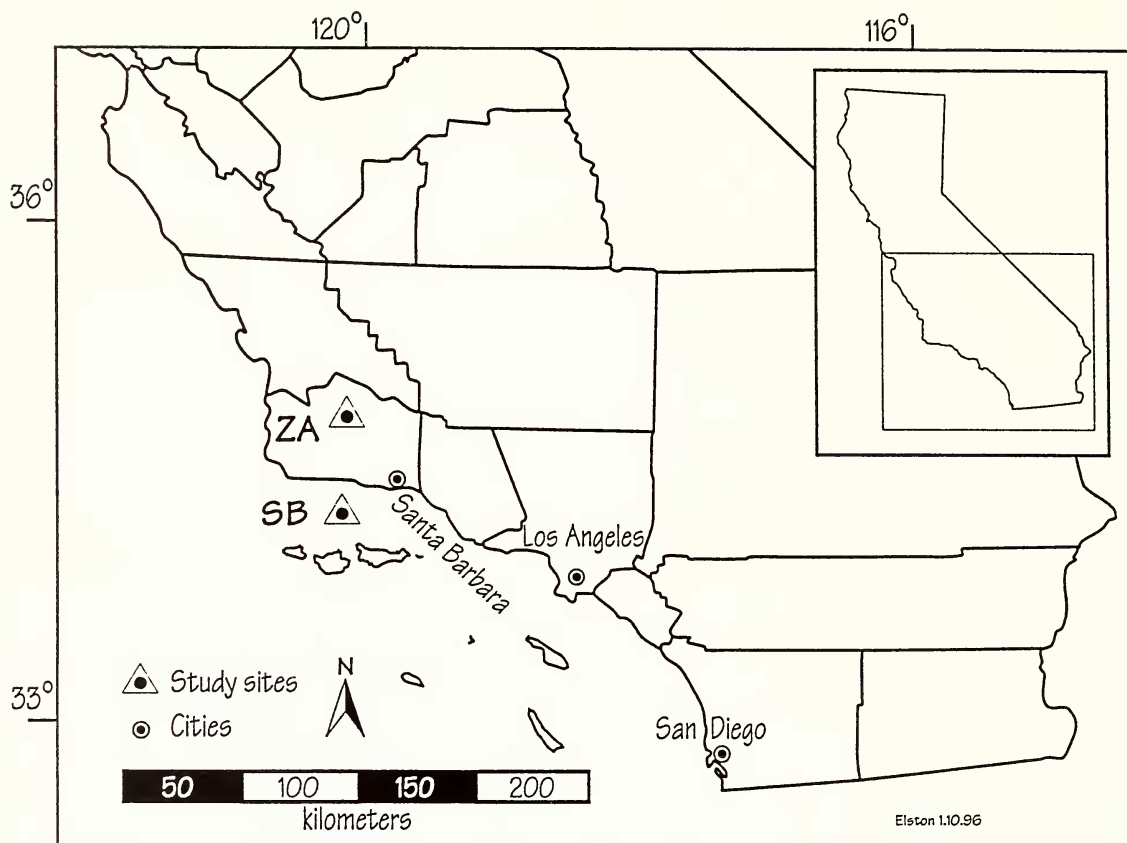 120° 116°
36°
ZA
SB
Santa Barbara
Los Angeles
33°
Study sites
N
Cities
San Diego
50 100 150 200
kilometers
Elston 1.10.96